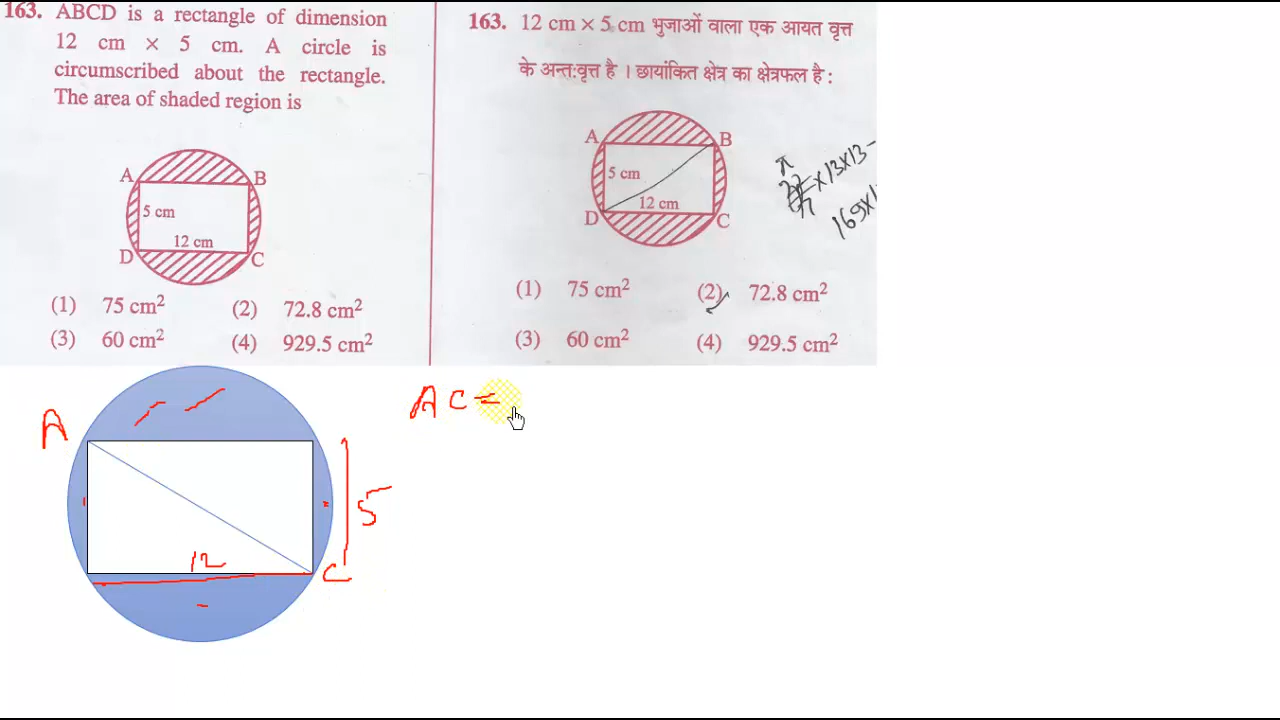 163. ABCD is a rectangle of dimension
12 cm × 5 cm. A circle is
circumscribed about the rectangle.
The area of shaded region is
A
B
5 cm
12 cm
D
C
(1) 75 cm²
(2) 72.8 cm²
(3) 60 cm²
(4) 929.5 cm²
163. 12 cm × 5 cm भुजाओं वाला एक आयत वृत्त
के अन्त:वृत्त है । छायांकित क्षेत्र का क्षेत्रफल है :
A
B
5 cm
12 cm
D
C
π
×13×13-
(1) 75 cm²
(2) 72.8 cm²
(3) 60 cm²
(4) 929.5 cm²
A
5
12
C
AC=